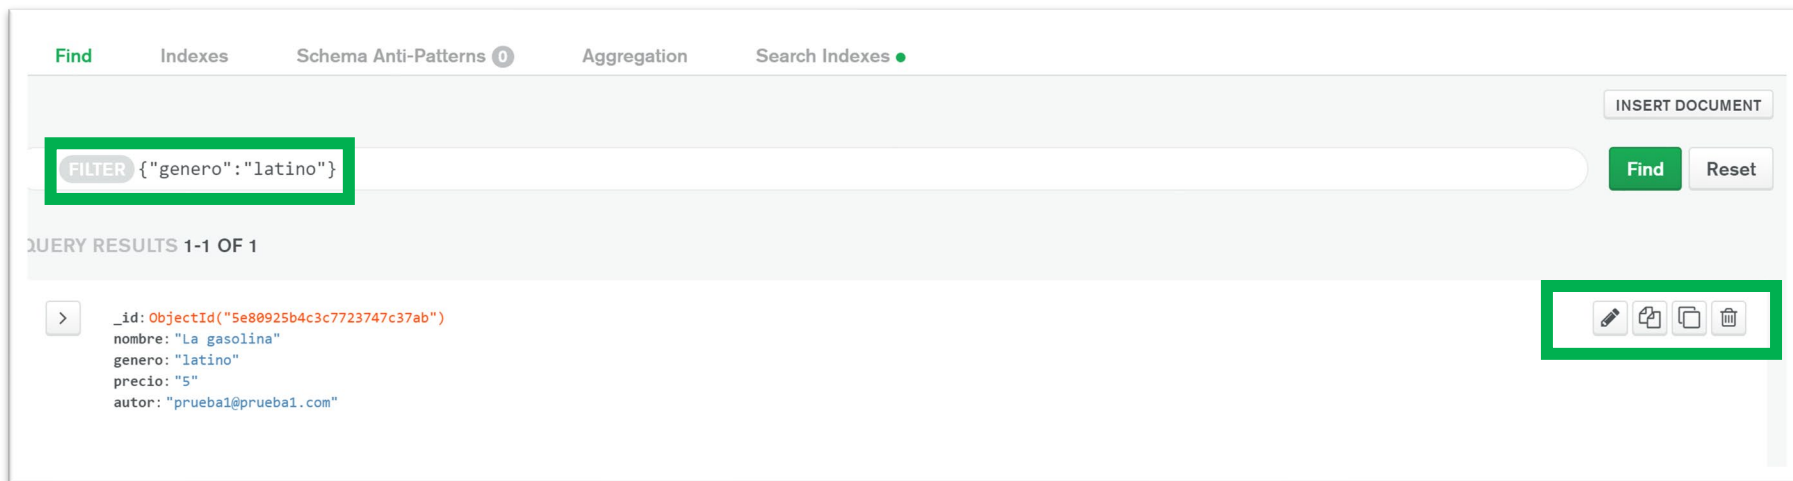 Find Indexes Schema Anti-Patterns 0 Aggregation Search Indexes
INSERT DOCUMENT
FILTER {"genero":"latino"} Find Reset
QUERY RESULTS 1-1 OF 1
_id: ObjectId("5e80925b4c3c7723747c37ab")
nombre: "La gasolina"
genero: "latino"
precio: "5"
autor: "prueba1@prueba1.com"